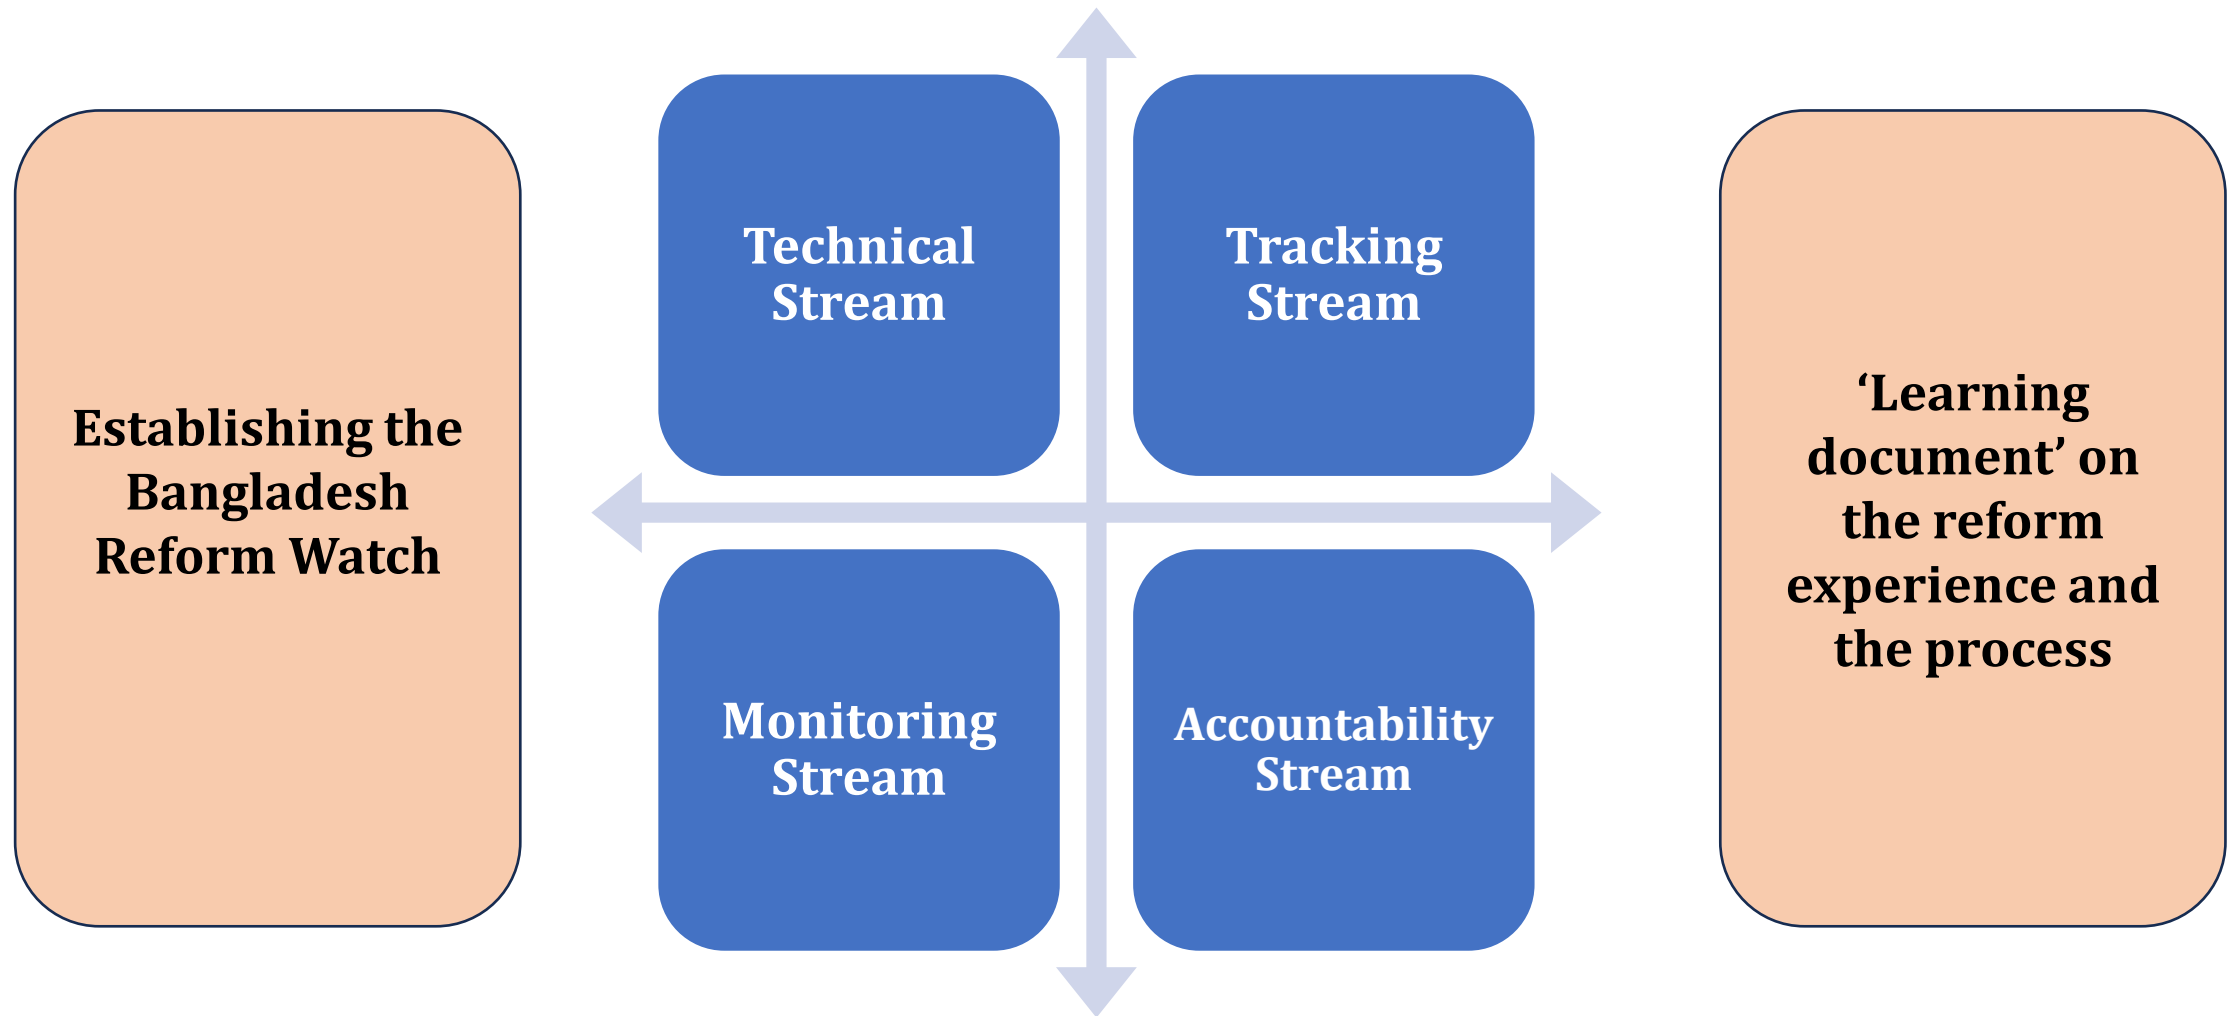 Establishing the
Bangladesh
Reform Watch
Technical
Stream
Tracking
Stream
Monitoring
Stream
Accountability
Stream
‘Learning
document’ on
the reform
experience and
the process